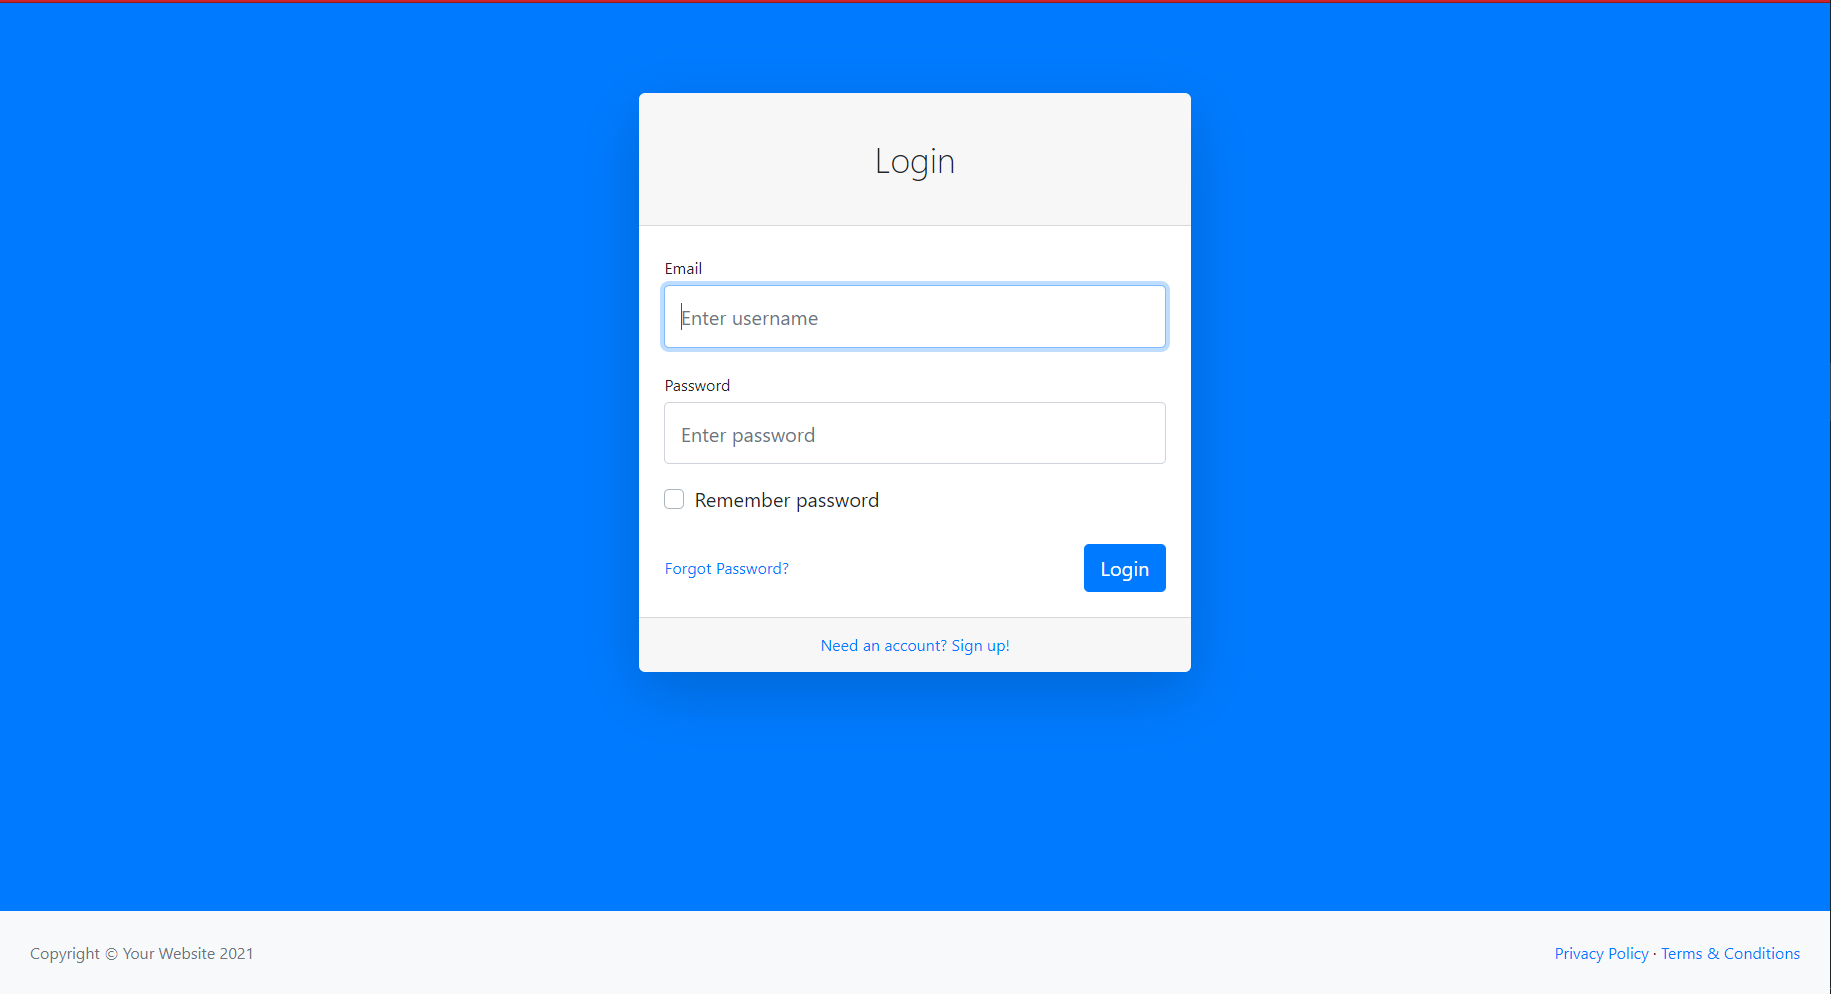 Login
Email
Enter username
Password
Enter password
Remember password
Forgot Password?
Login
Need an account? Sign up!
Copyright © Your Website 2021
Privacy Policy · Terms & Conditions